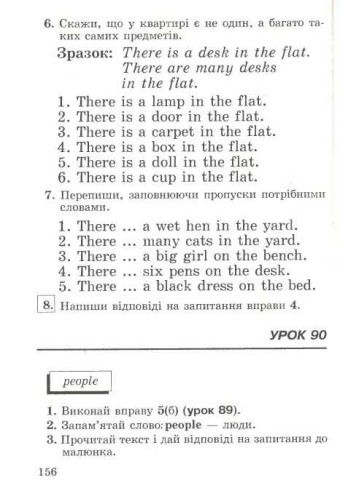 6. Скажи, що у квартирі є не один, а багато та-
ких самих предметів.
Зразок: There is a desk in the flat.
There are many desks
in the flat.
1. There is a lamp in the flat.
2. There is a door in the flat.
3. There is a carpet in the flat.
4. There is a box in the flat.
5. There is a doll in the flat.
6. There is a cup in the flat.
7. Перепиши, заповнюючи пропуски потрібними
словами.
1. There ... a wet hen in the yard.
2. There ... many cats in the yard.
3. There ... a big girl on the bench.
4. There ... six pens on the desk.
5. There ... a black dress on the bed.
8. Напиши відповіді на запитання вправи 4.
УРОК 90
people
1. Виконай вправу 5(б) (урок 89).
2. Запам'ятай слово: people — люди.
3. Прочитай текст і дай відповіді на запитання до
малюнка.
156